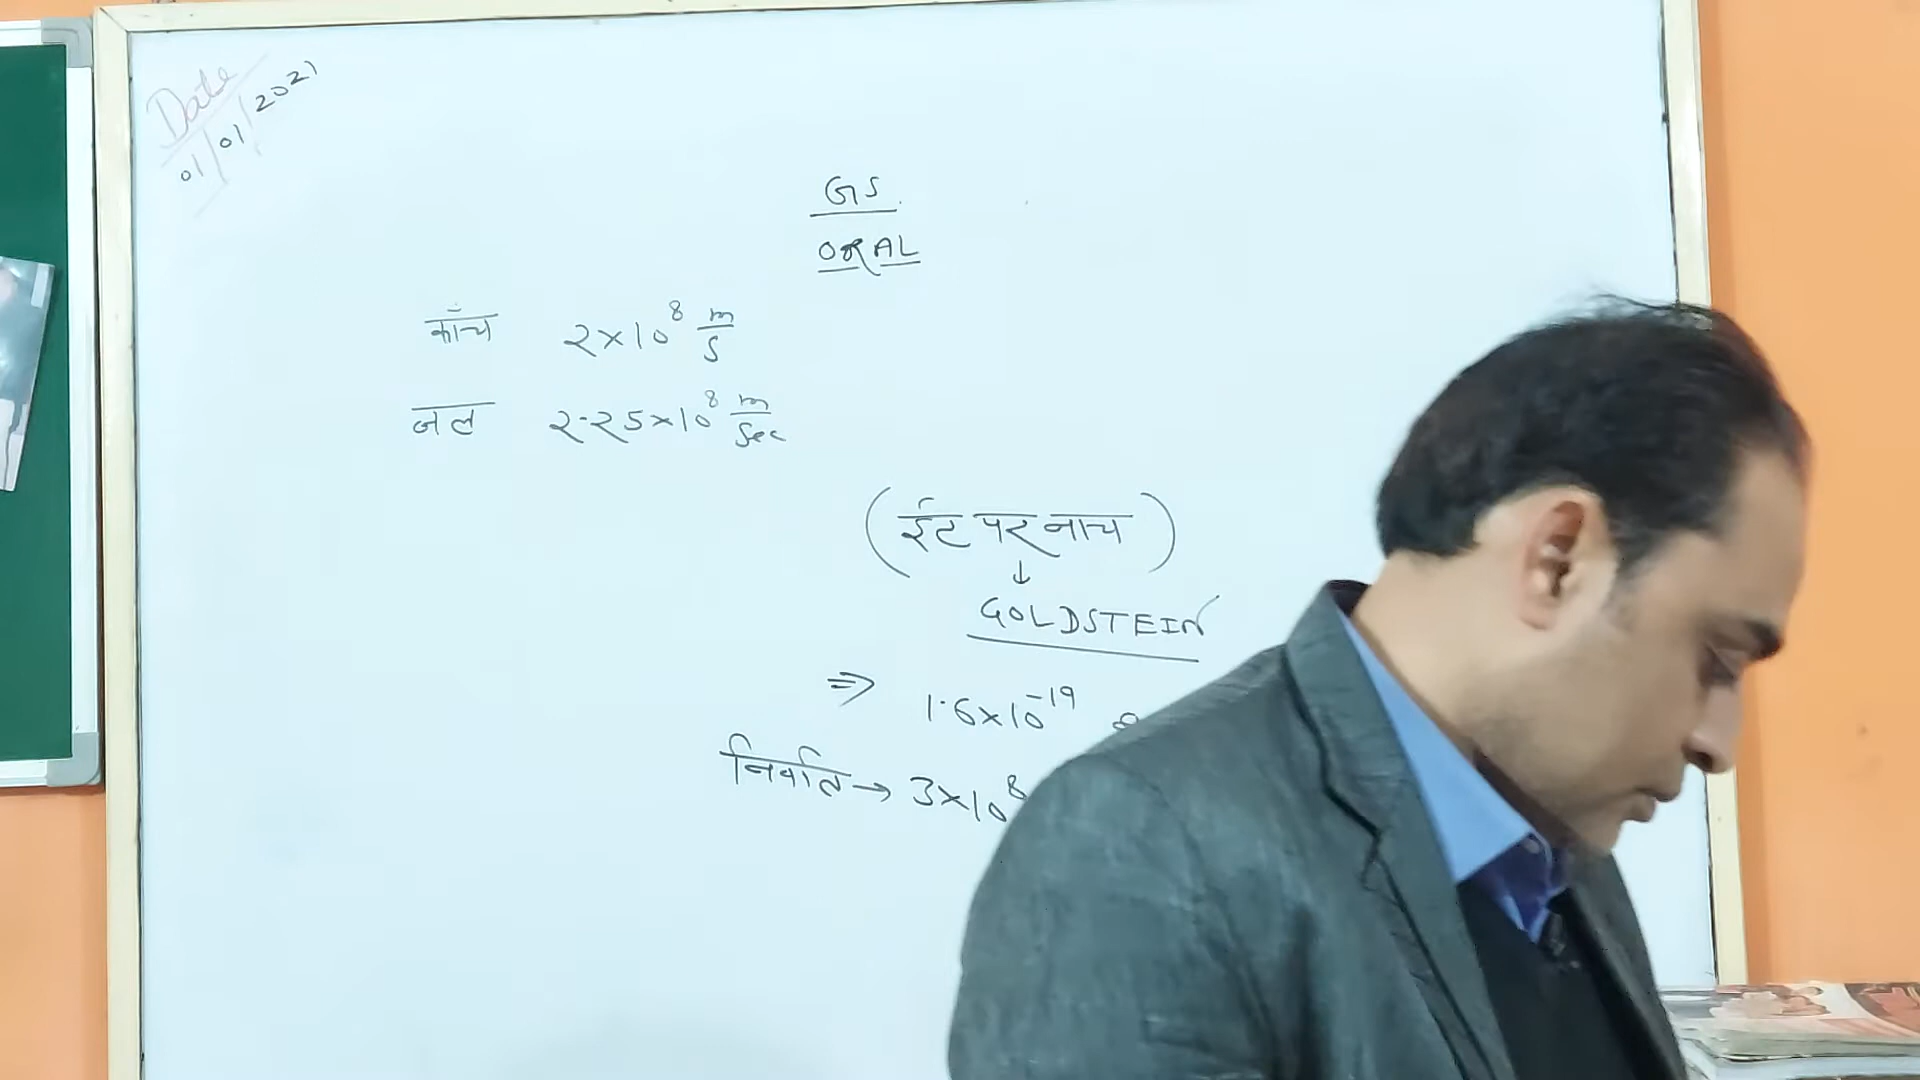 Date
01/01/2021
GS
ORAL
काँच 2×10⁸ m/s
जल 2.25×10⁸ m/sec
(ईट पर नाच)
↓
GOLDSTEIN
⇒ 1.6×10⁻¹⁹
निर्वात → 3×10⁸